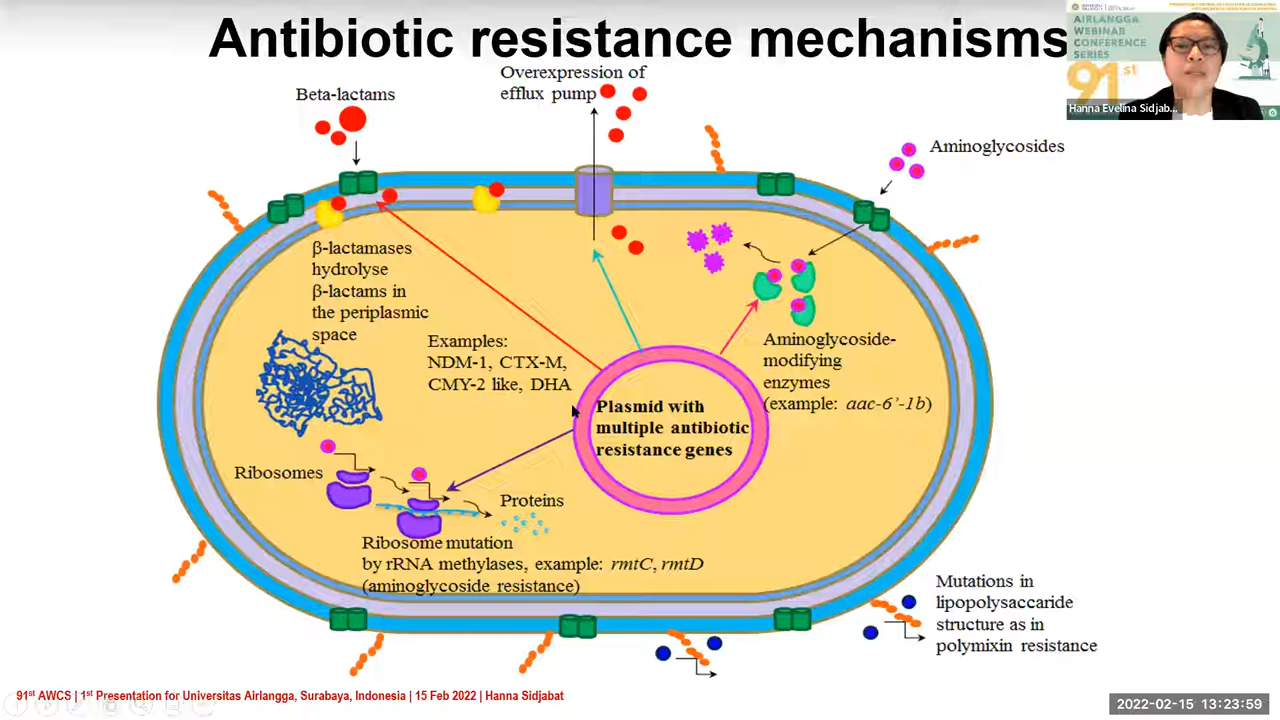 Antibiotic resistance mechanisms
AIRLANGGA
WEBINAR
CONFERENCE
SERIES
91st
Hanna Evelina Sidjab...
Overexpression of
efflux pump
Beta-lactams
Aminoglycosides
β-lactamases
hydrolyse
β-lactams in
the periplasmic
space
Examples:
NDM-1, CTX-M,
CMY-2 like, DHA
Aminoglycoside-
modifying
enzymes
(example: aac-6’-1b)
Plasmid with
multiple antibiotic
resistance genes
Ribosomes
Proteins
Ribosome mutation
by rRNA methylases, example: rmtC, rmtD
(aminoglycoside resistance)
Mutations in
lipopolysaccaride
structure as in
polymixin resistance
91st AWCS | 1st Presentation for Universitas Airlangga, Surabaya, Indonesia | 15 Feb 2022 | Hanna Sidjabat
2022-02-15 13:23:59